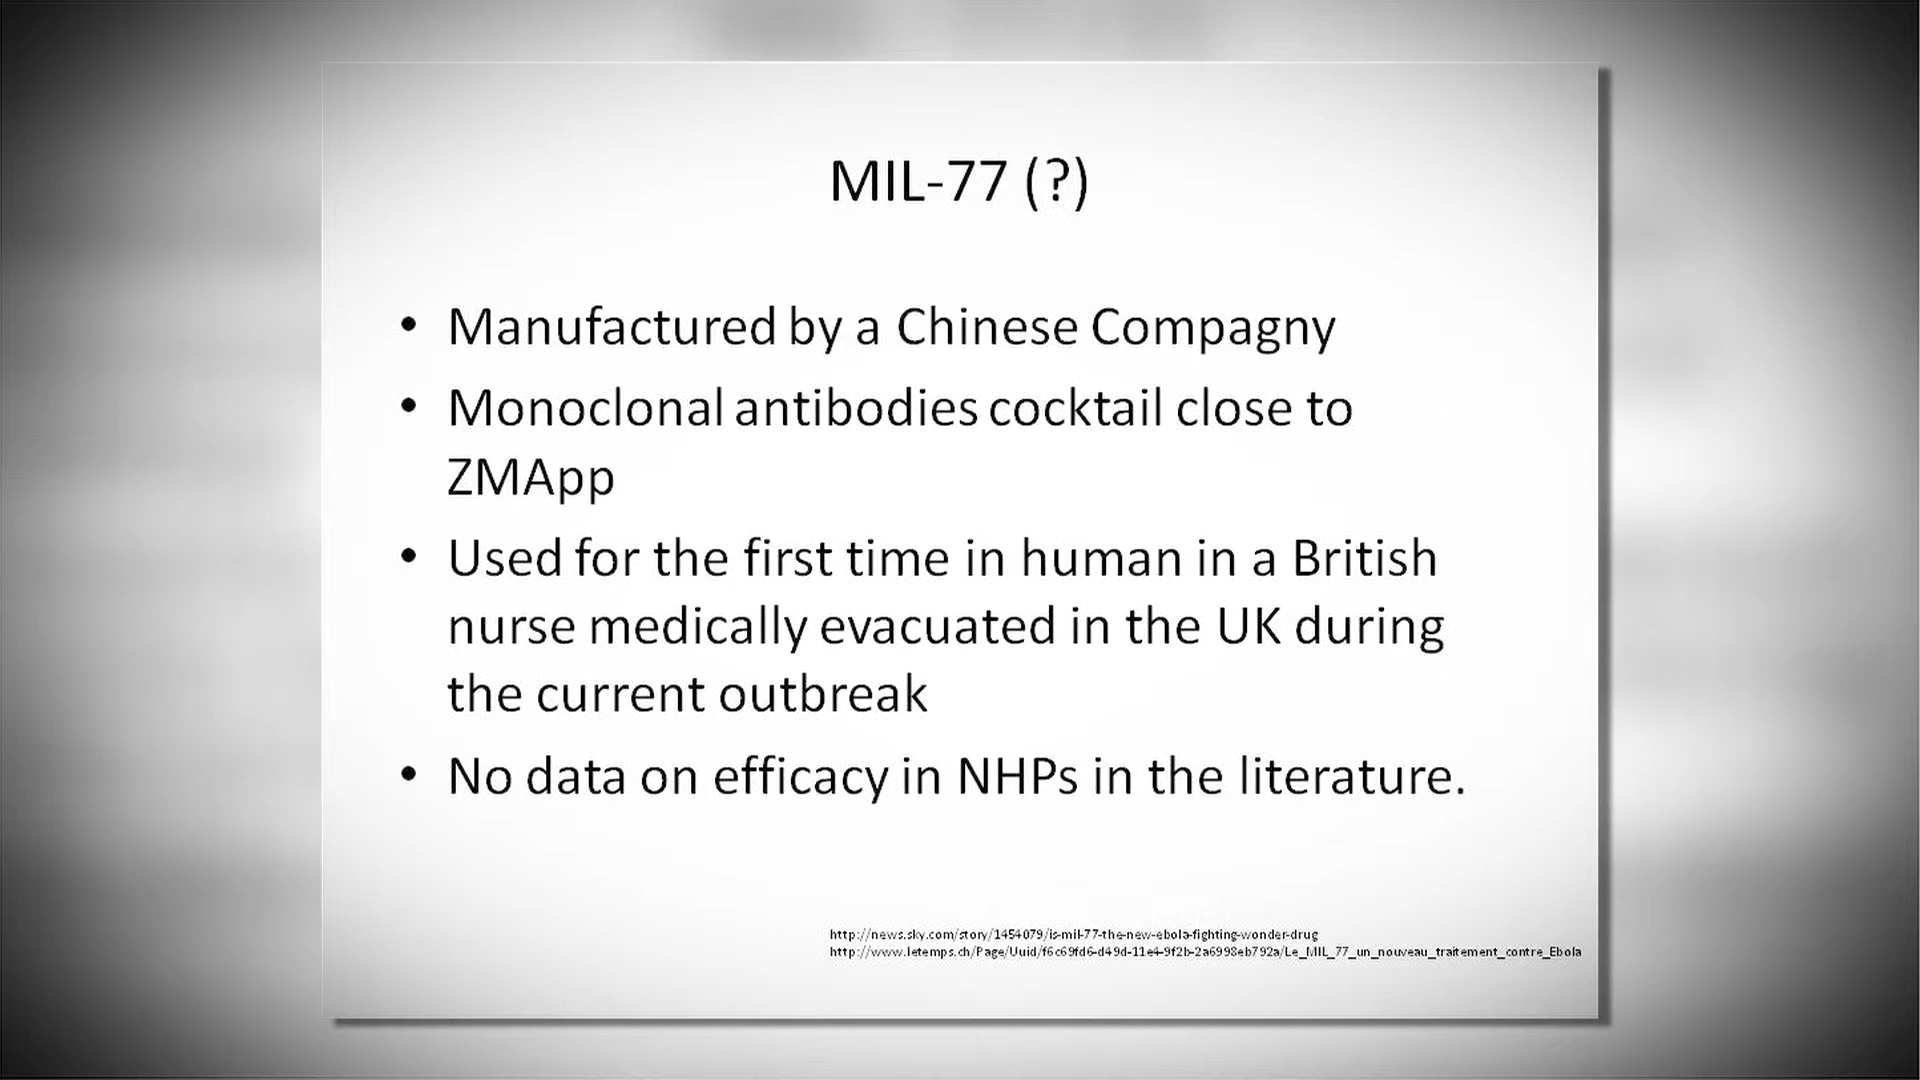 MIL-77 (?)
• Manufactured by a Chinese Compagny
• Monoclonal antibodies cocktail close to
ZMApp
• Used for the first time in human in a British
nurse medically evacuated in the UK during
the current outbreak
• No data on efficacy in NHPs in the literature.
http://news.sky.com/story/1454079/is-mil-77-the-new-ebola-fighting-wonder-drug
http://www.letemps.ch/Page/Uuid/f6c69fd6-d49d-11e4-9f2b-2a6998eb792a/Le_MIL_77_un_nouveau_traitement_contre_Ebola